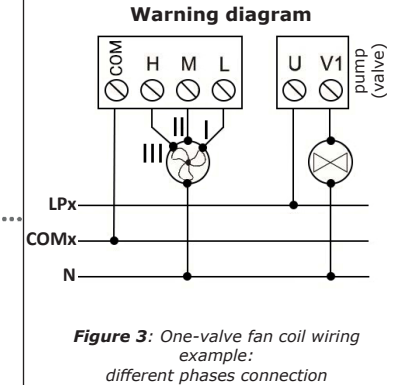 Warning diagram
COM H M L U V1 pump
(valve)
II I
III
LPx
COMx
N
Figure 3: One-valve fan coil wiring
example:
different phases connection